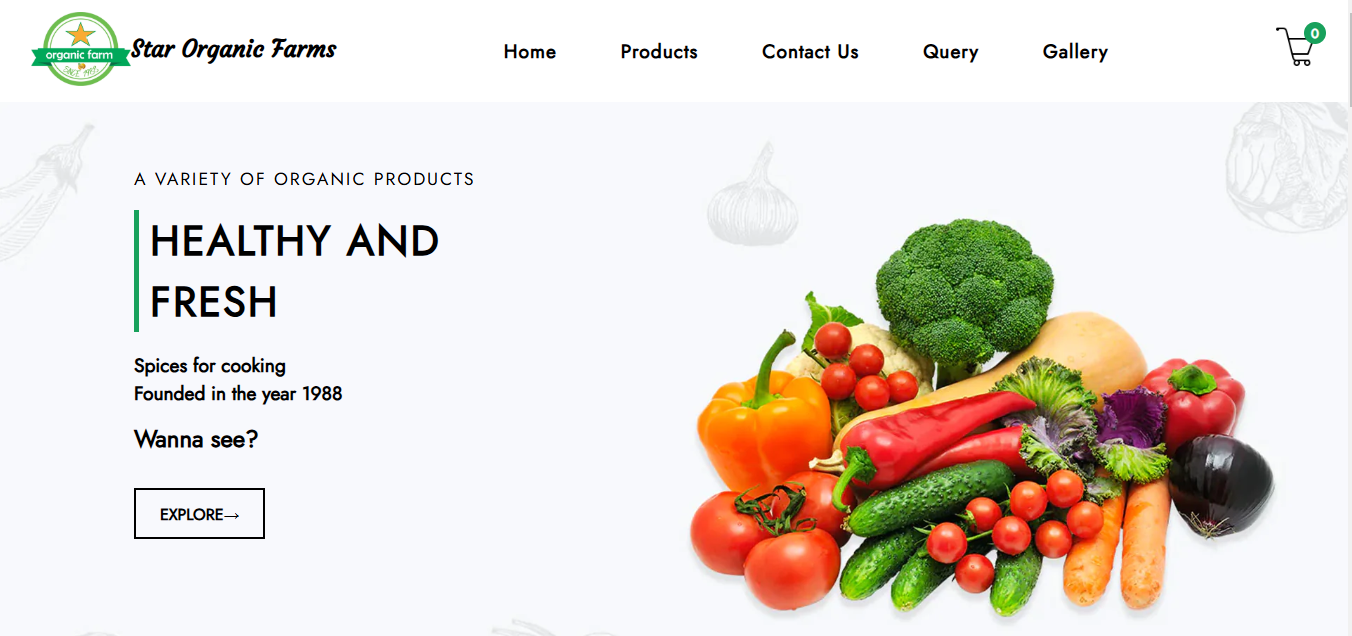 organic farm
Star Organic Farms
Home
Products
Contact Us
Query
Gallery
0
A VARIETY OF ORGANIC PRODUCTS
HEALTHY AND
FRESH
Spices for cooking
Founded in the year 1988
Wanna see?
EXPLORE→